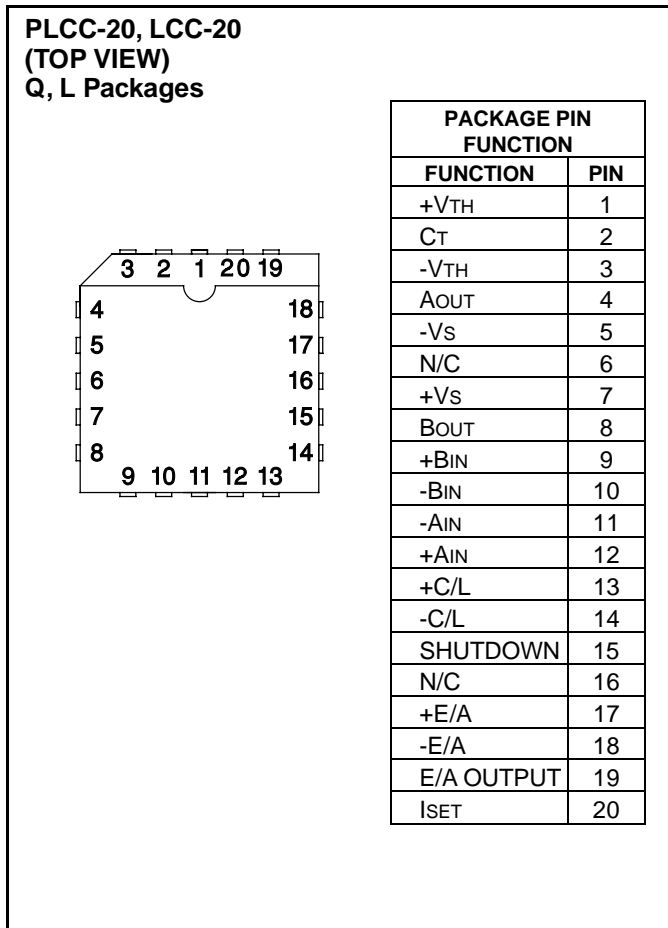 PLCC-20, LCC-20
(TOP VIEW)
Q, L Packages
3 2 1 20 19
4 18
5 17
6 16
7 15
8 14
9 10 11 12 13
PACKAGE PIN
FUNCTION
FUNCTION PIN
+VTH 1
CT 2
-VTH 3
AOUT 4
-VS 5
N/C 6
+VS 7
BOUT 8
+BIN 9
-BIN 10
-AIN 11
+AIN 12
+C/L 13
-C/L 14
SHUTDOWN 15
N/C 16
+E/A 17
-E/A 18
E/A OUTPUT 19
ISET 20